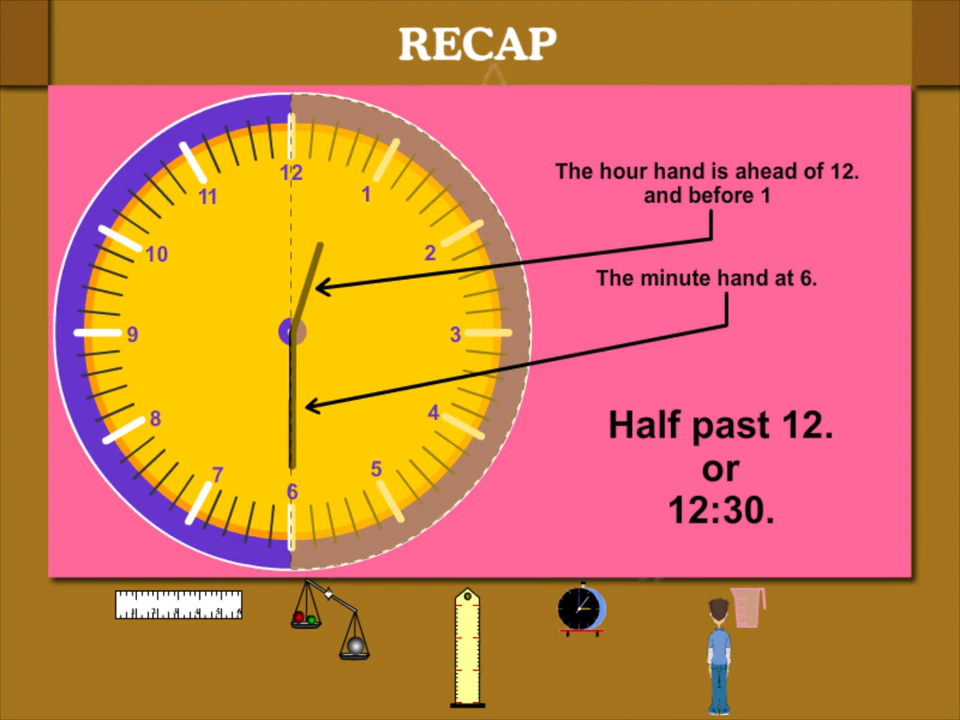 RECAP
12
11
1
10
2
9
3
8
4
7
5
6
The hour hand is ahead of 12.
and before 1
The minute hand at 6.
Half past 12.
or
12:30.